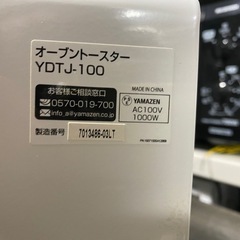 オーブントースター
YDTJ-100
お客様ご相談窓口
0570-019-700
info_a@yamazen.co.jp
MADE IN CHINA
YAMAZEN
AC100V
1000W
製造番号
7013486-03LT